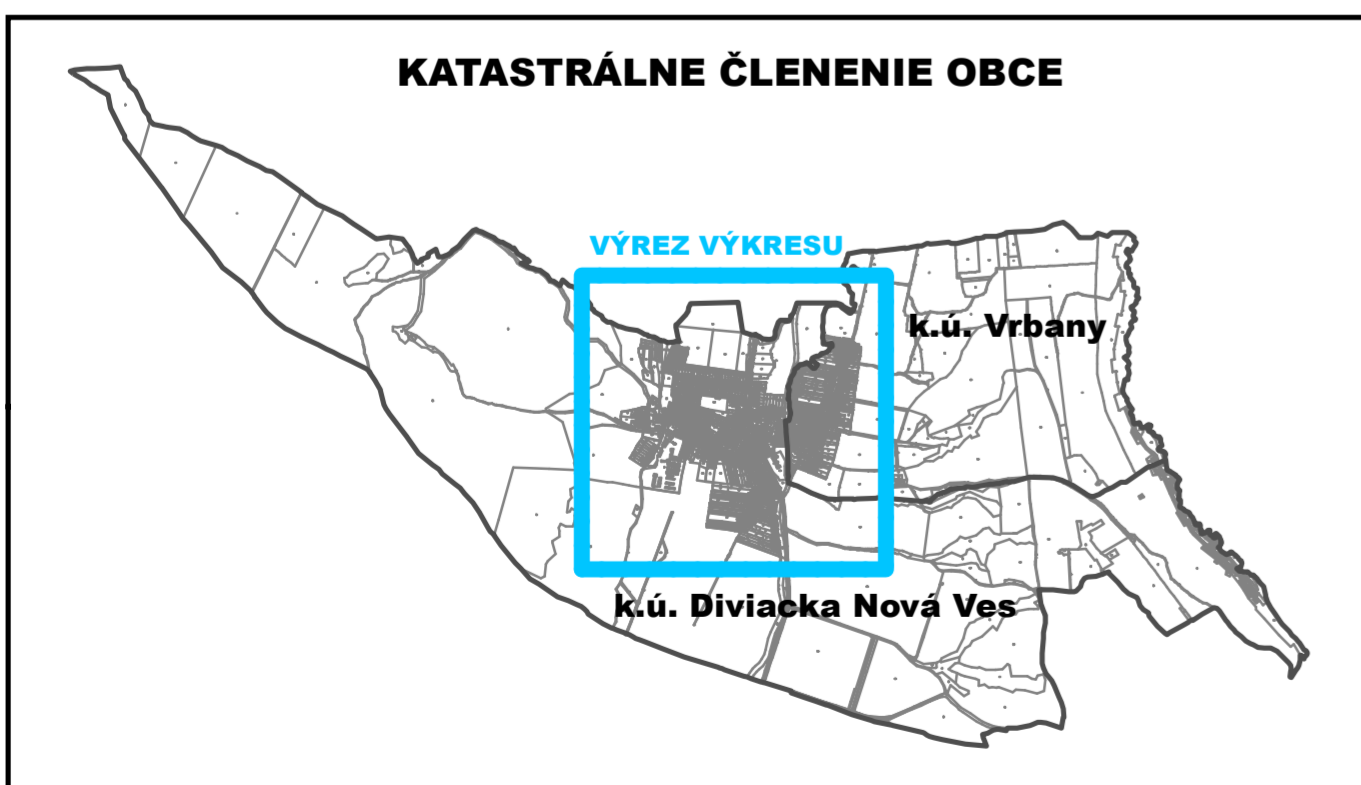 KATASTRÁLNE ČLENENIE OBCE
VÝREZ VÝKRESU
k.ú. Vrbany
k.ú. Diviacka Nová Ves